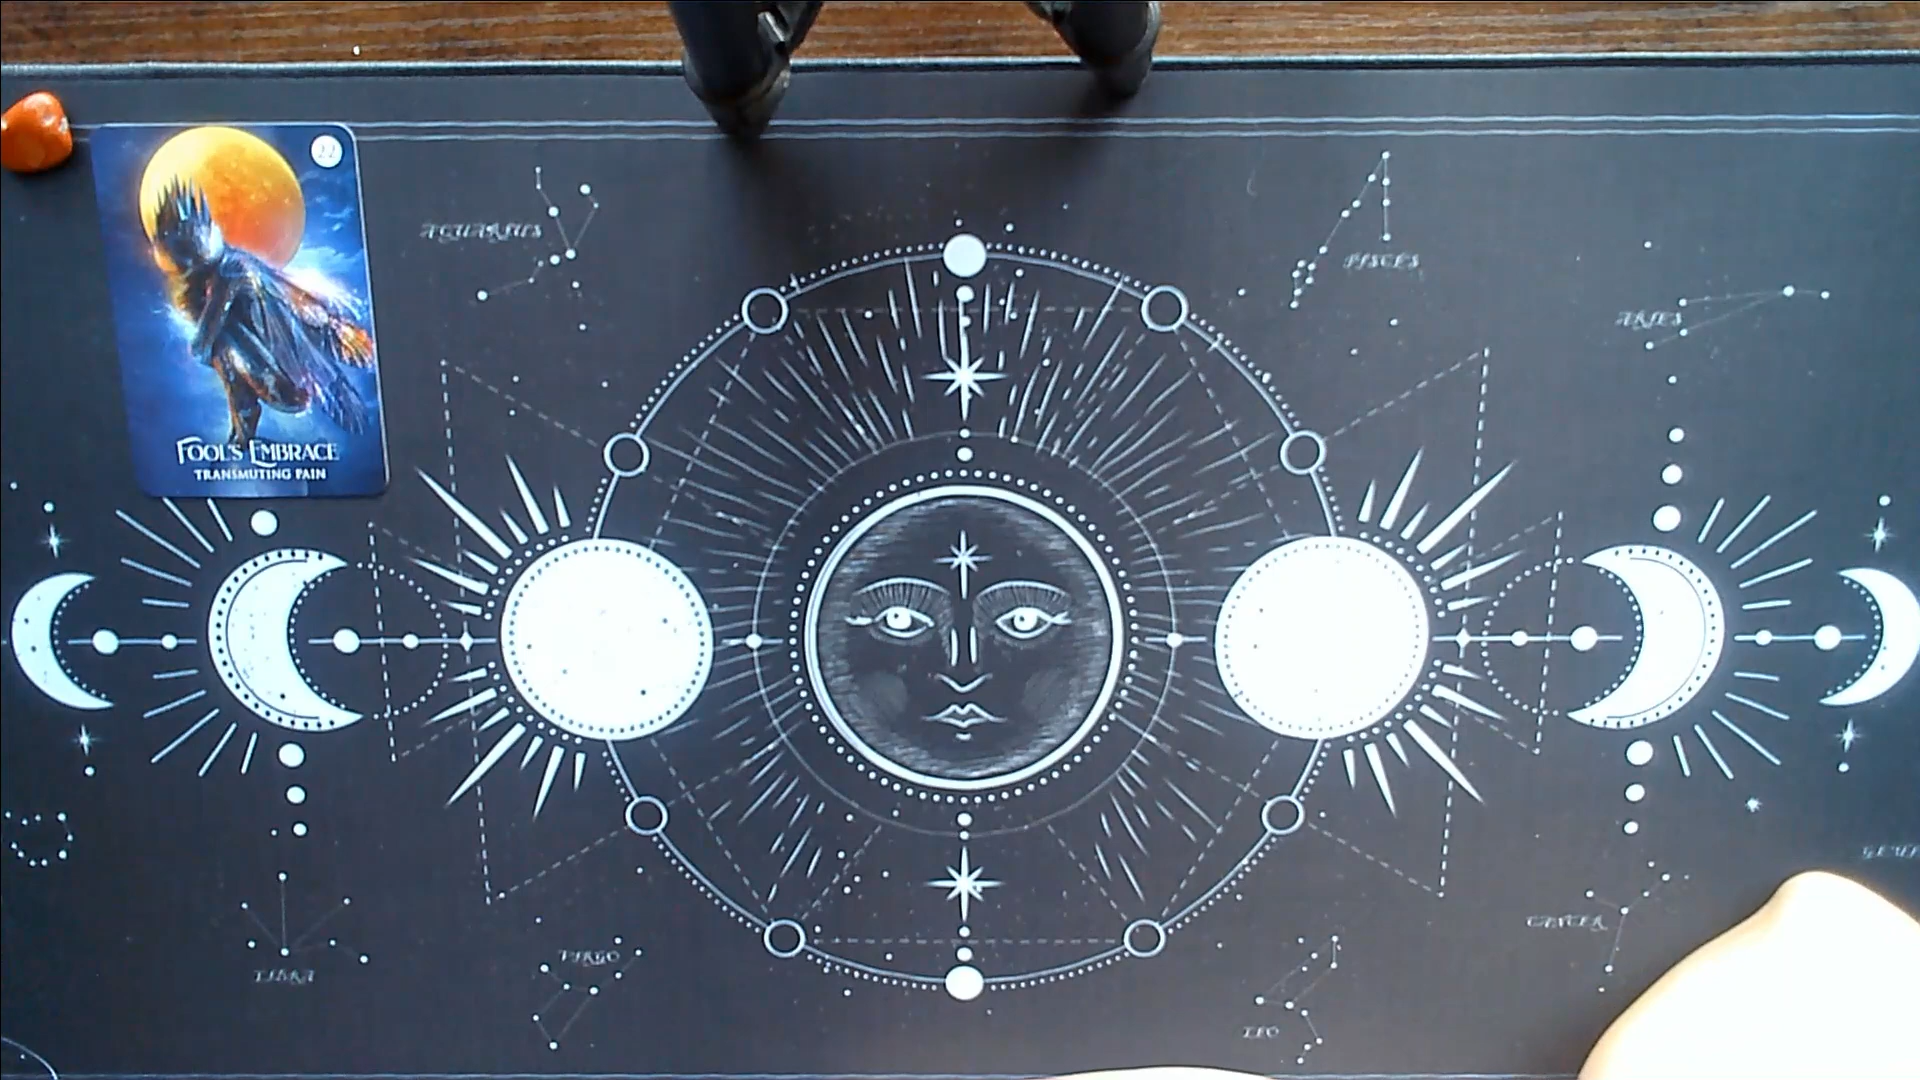 22
FOOL'S EMBRACE
TRANSMUTING PAIN
AQUARIUS
PISCES
ARIES
CANCER
LIBRA
VIRGO
LEO